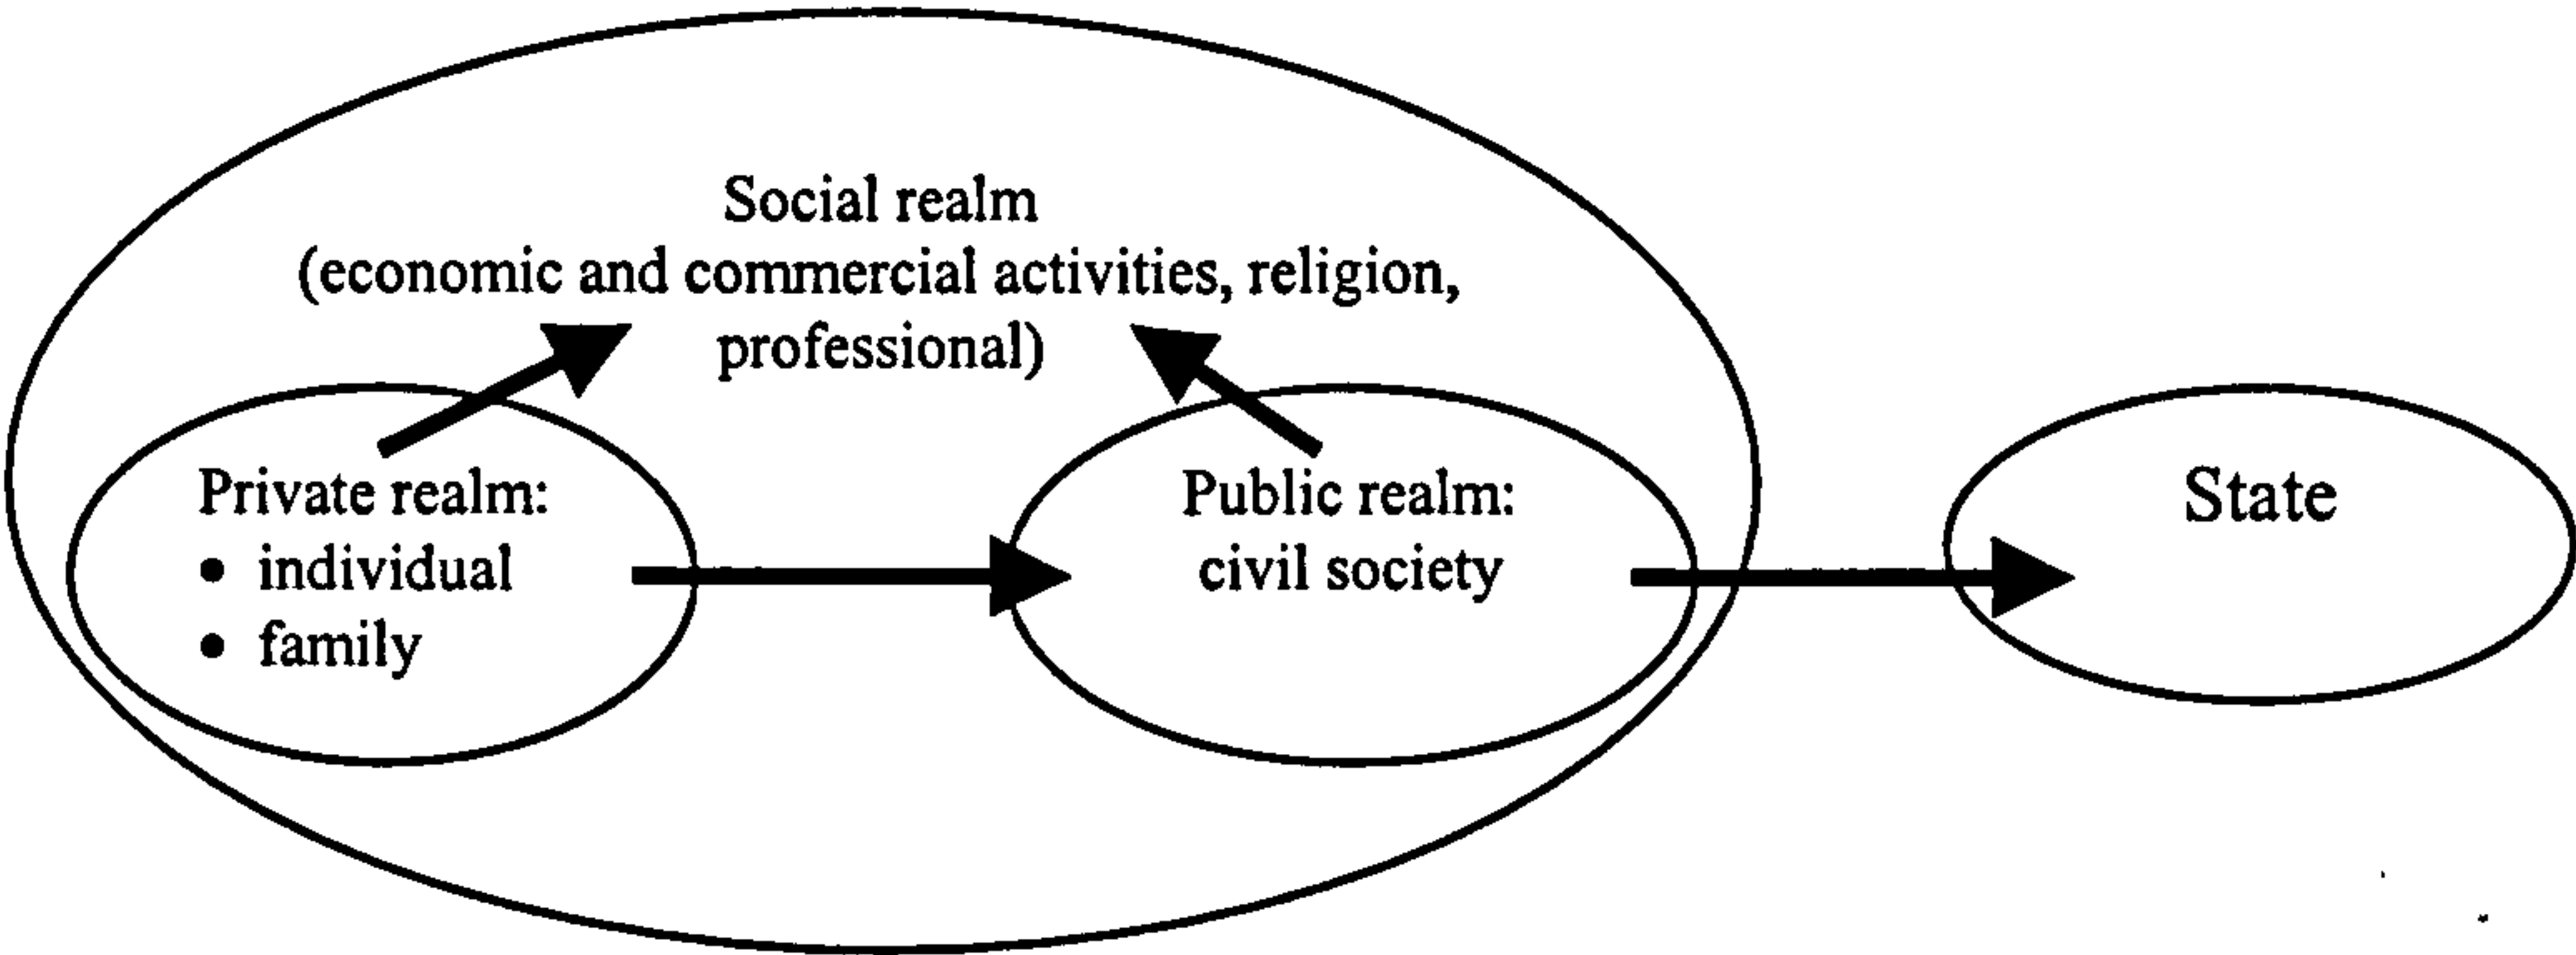 Social realm
(economic and commercial activities, religion,
professional)
Private realm:
• individual
• family
Public realm:
civil society
State